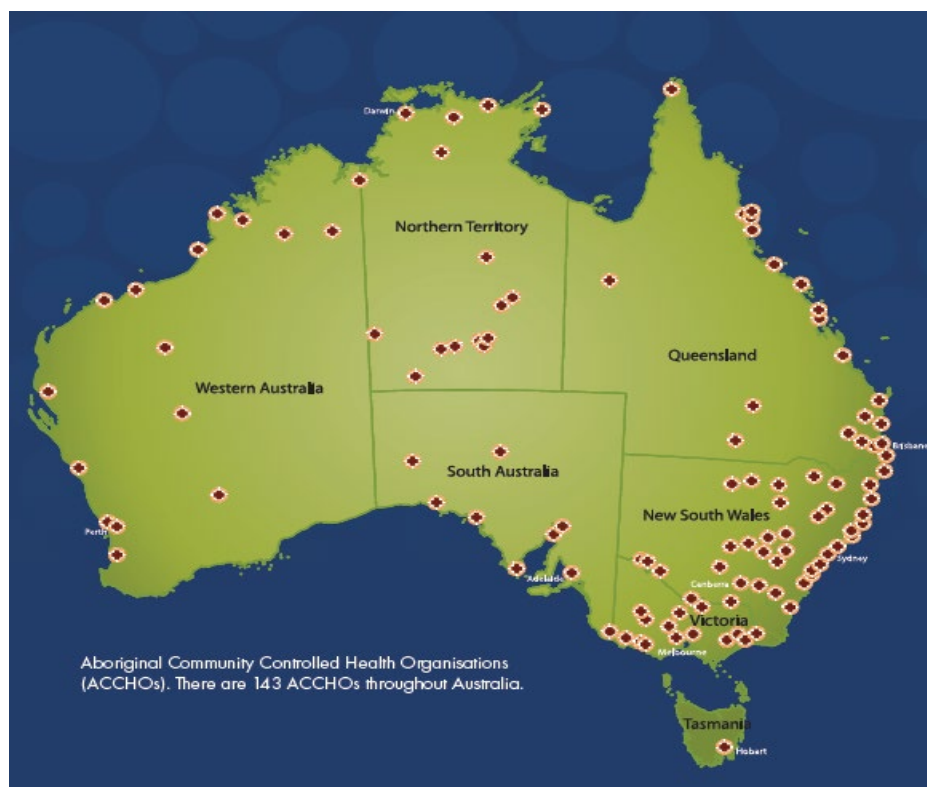 Darwin
Northern Territory
Queensland
Western Australia
Brisbane
South Australia
New South Wales
Perth
Sydney
Adelaide
Canberra
Victoria
Melbourne
Aboriginal Community Controlled Health Organisations
(ACCHOs). There are 143 ACCHOs throughout Australia.
Tasmania
Hobart